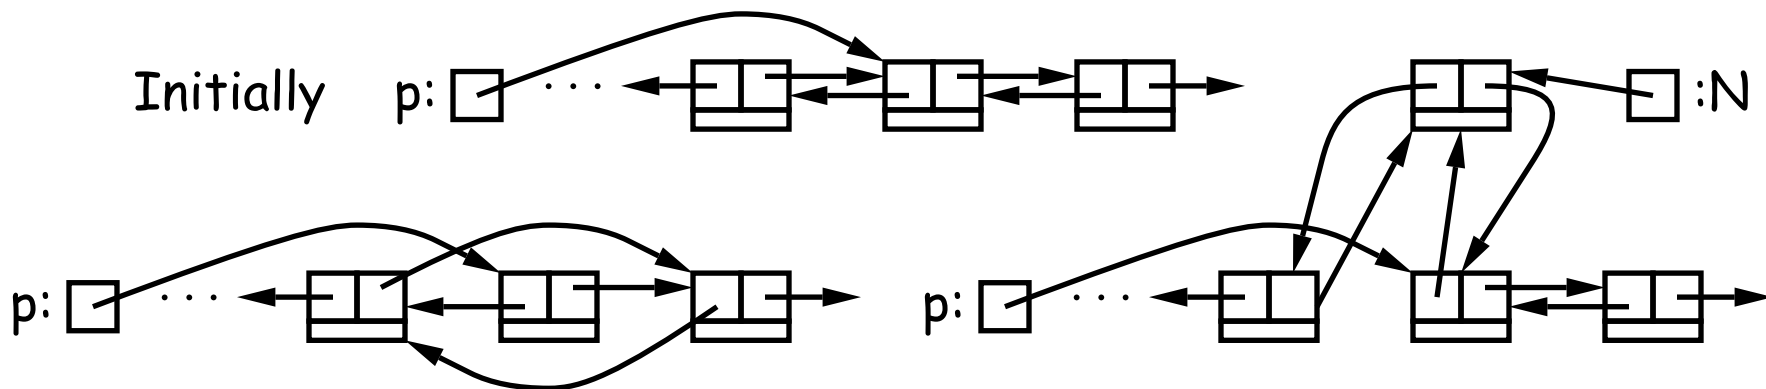 Initially p: . . . :N
p: . . . p: . . .